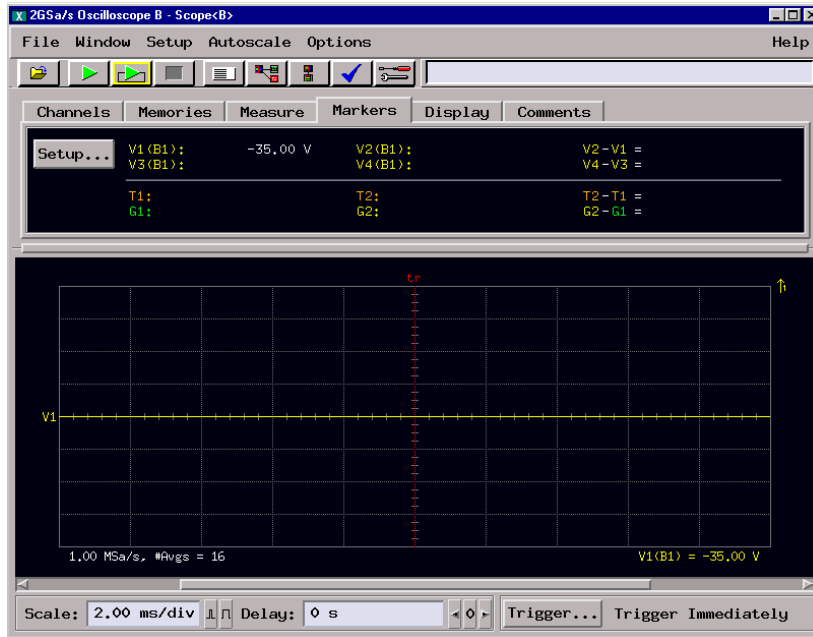 2GSa/s Oscilloscope B - Scope<B>
File Window Setup Autoscale Options Help
Channels Memories Measure Markers Display Comments
Setup... V1(B1): -35.00 V V2(B1): V2-V1 =
V3(B1): V4(B1): V4-V3 =
T1: T2: T2-T1 =
G1: G2: G2-G1 =
tr
1
V1
1.00 MSa/s, #Avgs = 16 V1(B1) = -35.00 V
Scale: 2.00 ms/div Delay: 0 s 0 Trigger... Trigger Immediately